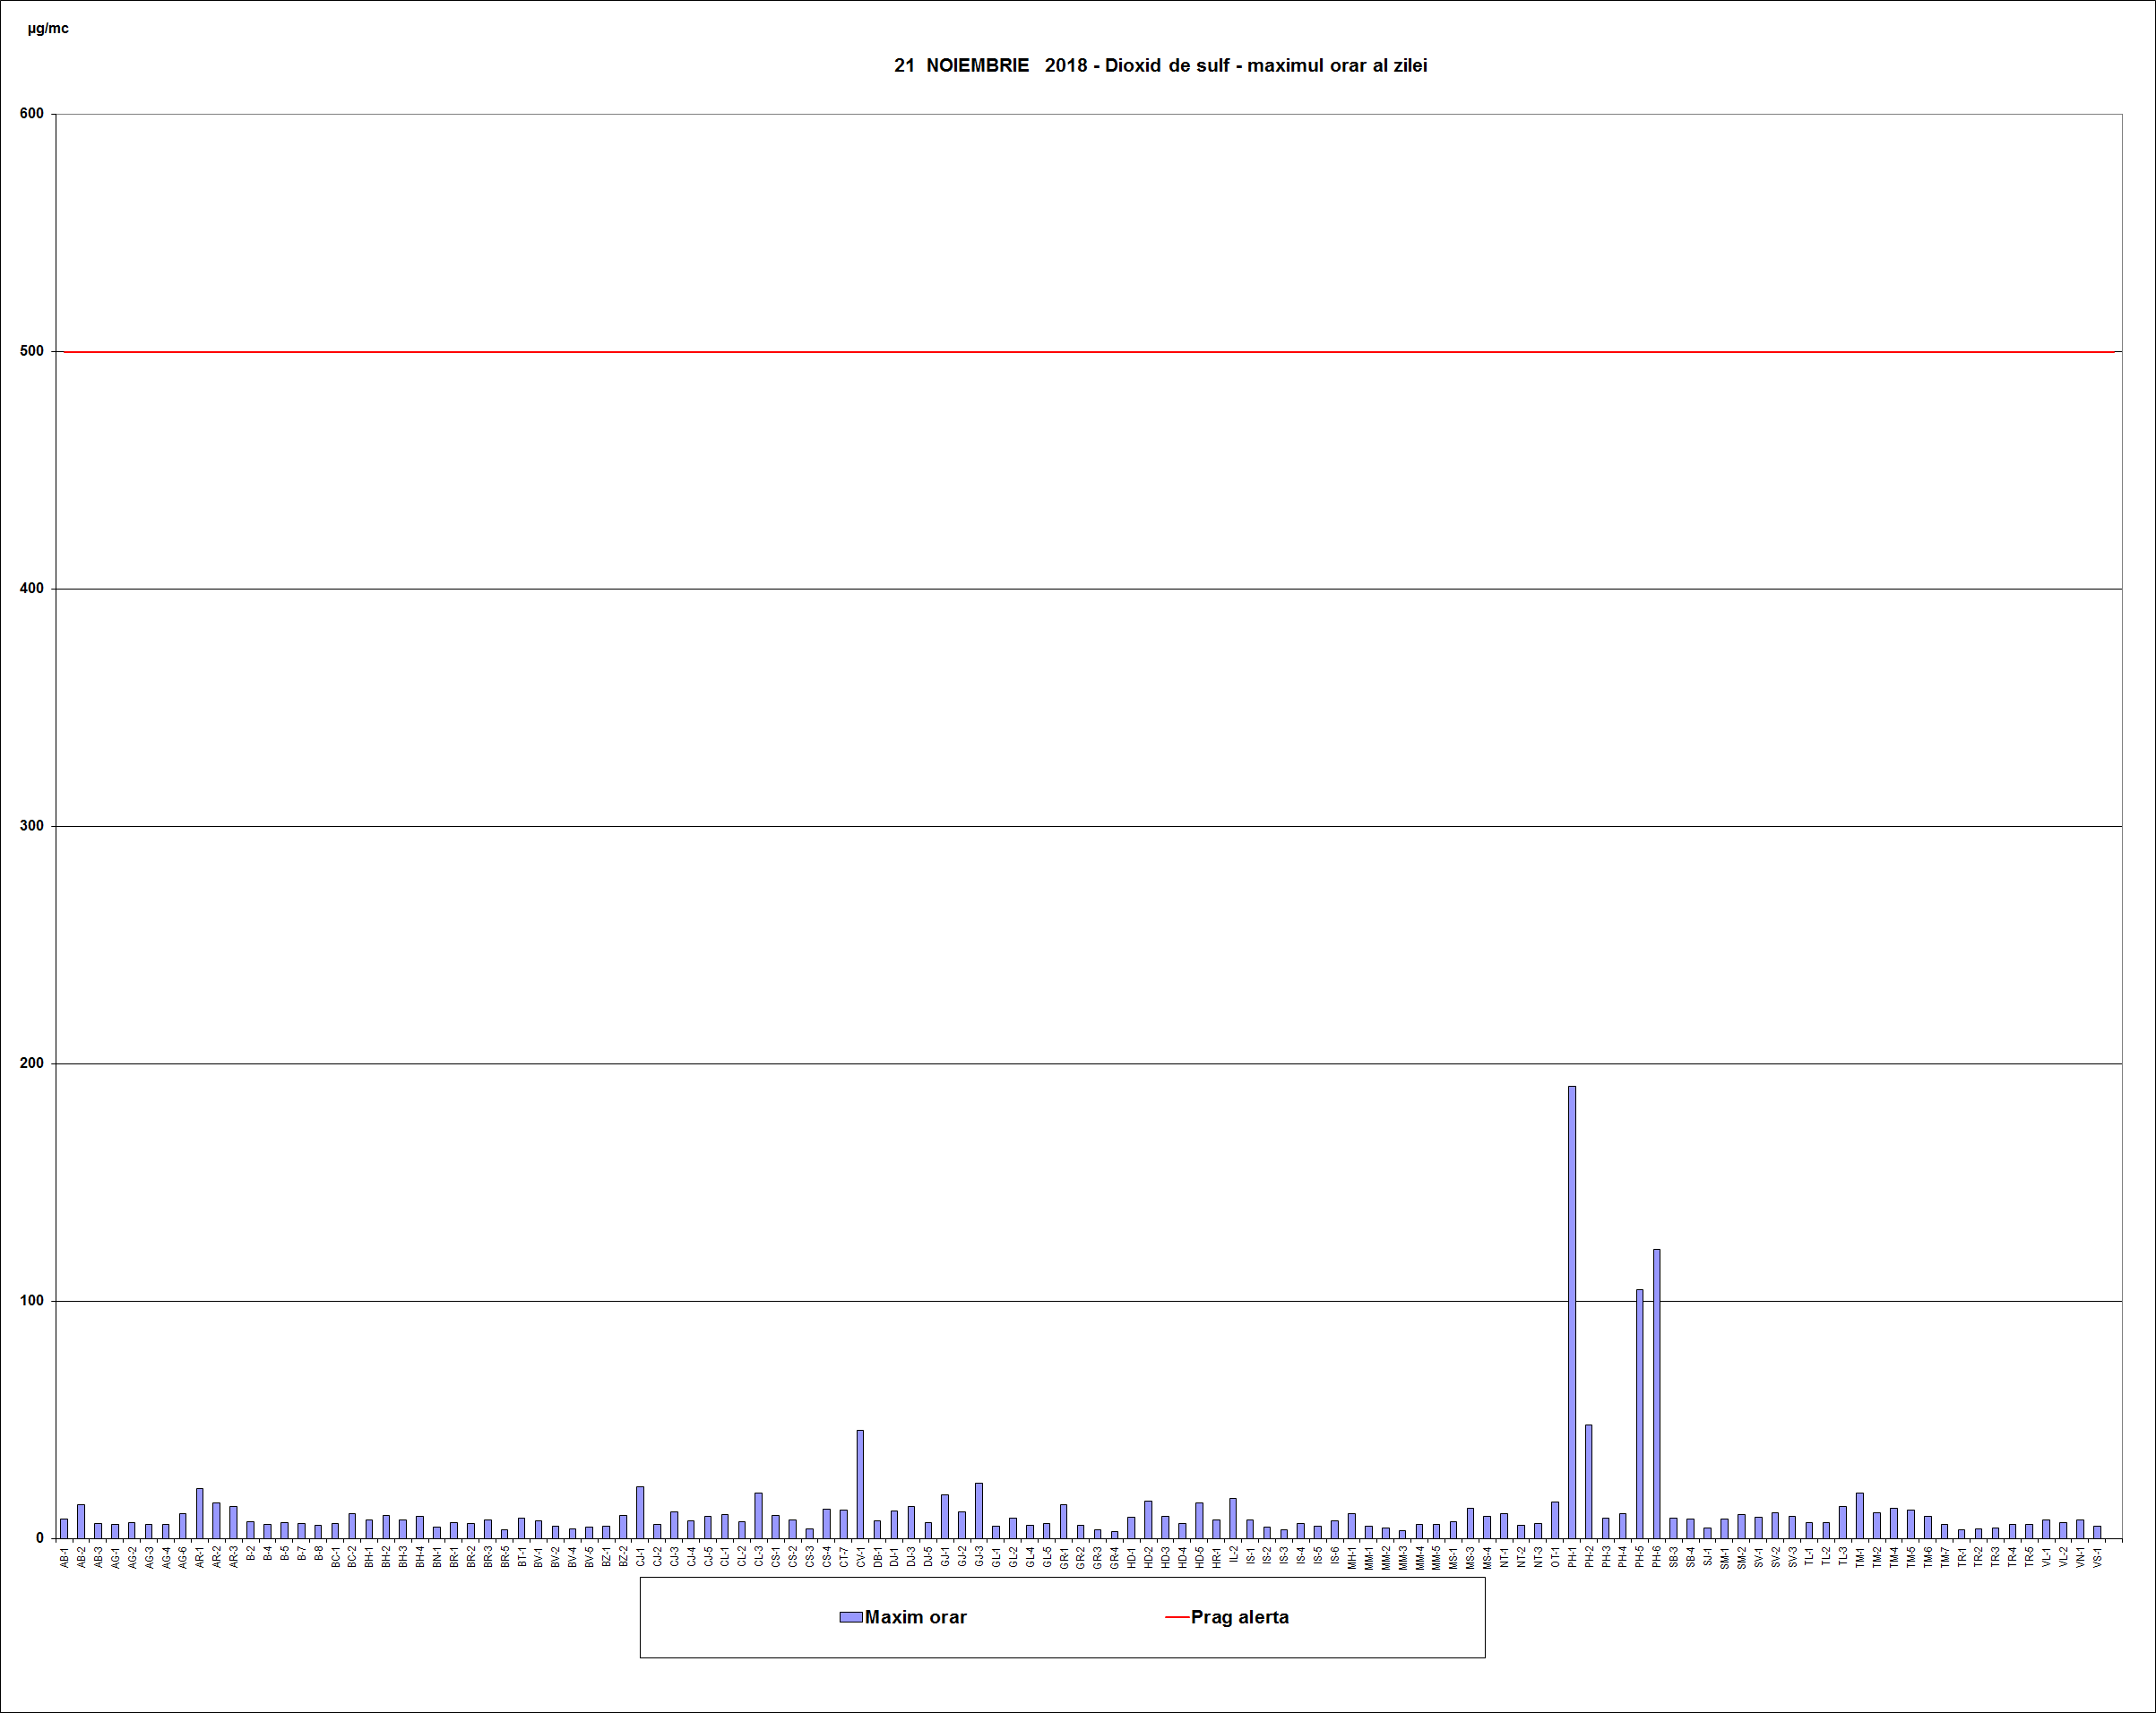 µg/mc
21 NOIEMBRIE 2018 - Dioxid de sulf - maximul orar al zilei
600
500
400
300
200
100
0
AB-1 AB-2 AB-3 AG-1 AG-2 AG-3 AG-4 AG-6 AR-1 AR-2 AR-3 B-2 B-4 B-5 B-7 B-8 BC-1 BC-2 BH-1 BH-2 BH-3 BH-4 BN-1 BR-1 BR-2 BR-3 BR-5 BT-1 BV-1 BV-2 BV-4 BV-5 BZ-1 BZ-2 CJ-1 CJ-2 CJ-3 CJ-4 CJ-5 CL-1 CL-2 CL-3 CS-1 CS-2 CS-3 CS-4 CT-7 CV-1 DB-1 DJ-1 DJ-3 DJ-5 GJ-1 GJ-2 GJ-3 GL-1 GL-2 GL-4 GL-5 GR-1 GR-2 GR-3 GR-4 HD-1 HD-2 HD-3 HD-4 HD-5 HR-1 IL-2 IS-1 IS-2 IS-3 IS-4 IS-5 IS-6 MH-1 MM-1 MM-2 MM-3 MM-4 MM-5 MS-1 MS-3 MS-4 NT-1 NT-2 NT-3 OT-1 PH-1 PH-2 PH-3 PH-4 PH-5 PH-6 SB-3 SB-4 SJ-1 SM-1 SM-2 SV-1 SV-2 SV-3 TL-1 TL-2 TL-3 TM-1 TM-2 TM-4 TM-5 TM-6 TM-7 TR-1 TR-2 TR-3 TR-4 TR-5 VL-1 VL-2 VN-1 VS-1
Maxim orar Prag alerta